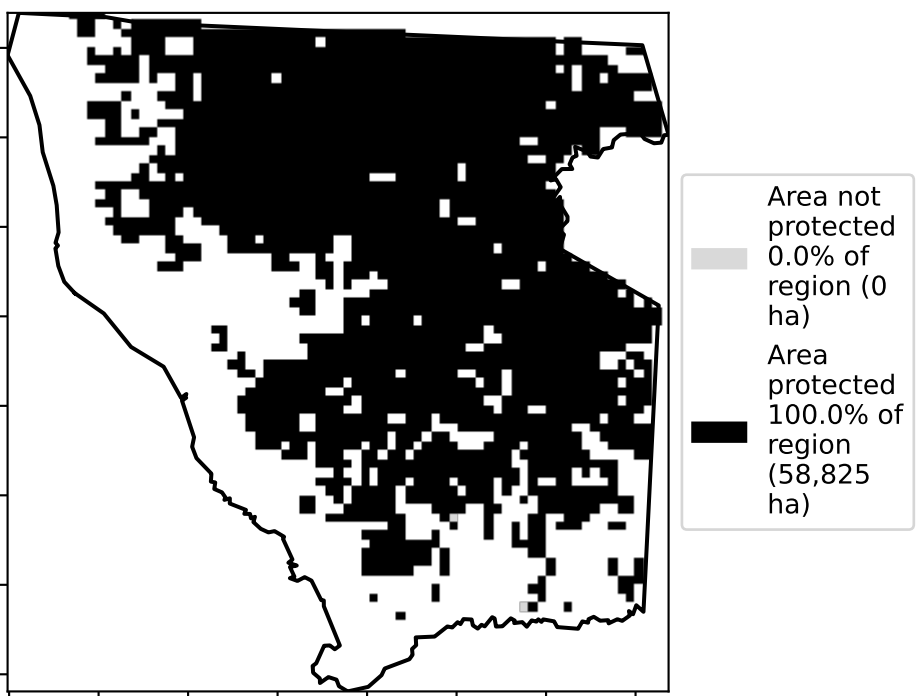 Area not
protected
0.0% of
region (0
ha)
Area
protected
100.0% of
region
(58,825
ha)